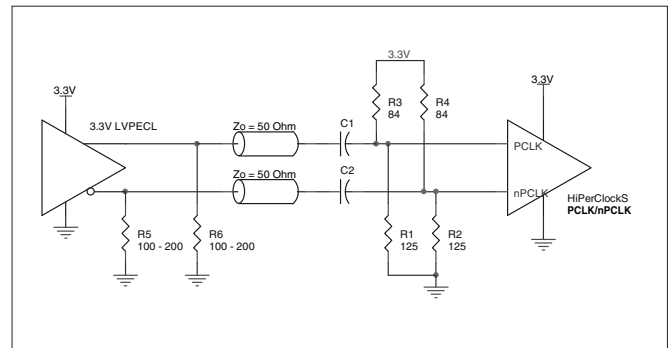 3.3V
3.3V
3.3V
R3
84
R4
84
3.3V LVPECL
Zo = 50 Ohm
C1
PCLK
Zo = 50 Ohm
C2
nPCLK
HiPerClockS
PCLK/nPCLK
R5
100 - 200
R6
100 - 200
R1
125
R2
125